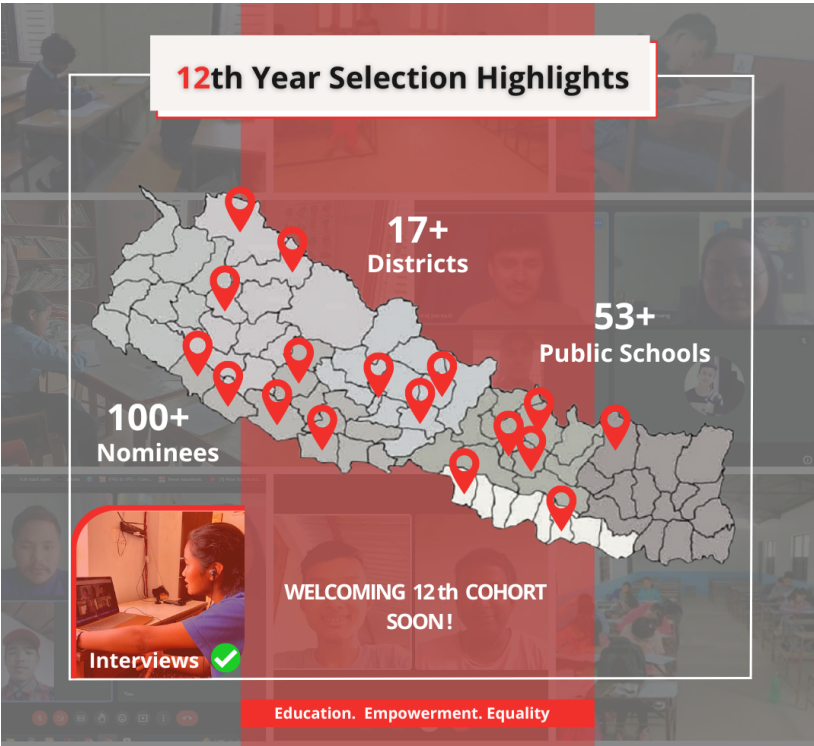 12th Year Selection Highlights
17+
Districts
53+
Public Schools
100+
Nominees
WELCOMING 12th COHORT
SOON!
Interviews
Education. Empowerment. Equality